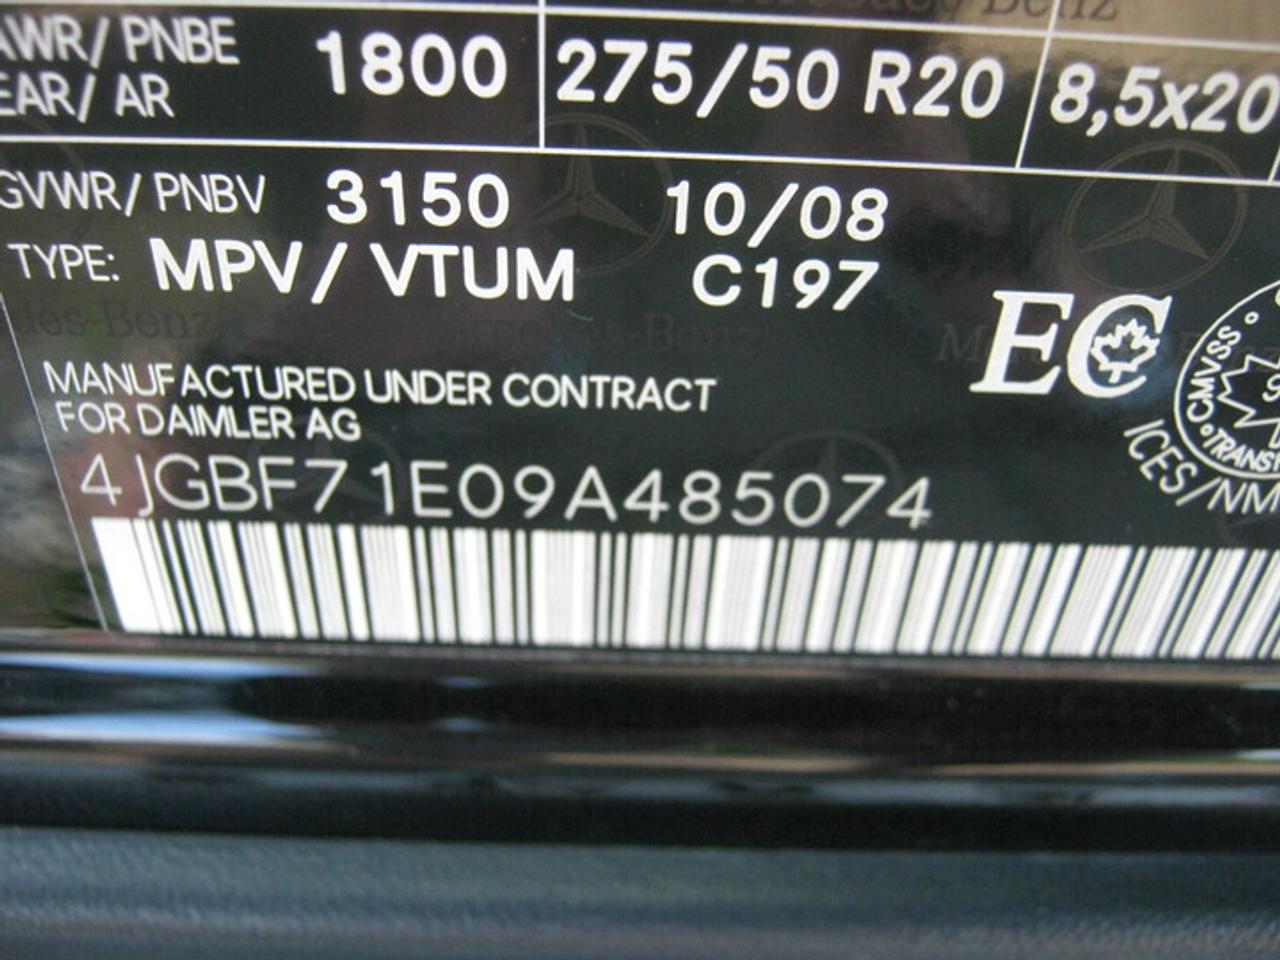 AWR/ PNBE 1800 275/50 R20 8,5x20
EAR/ AR
GVWR/ PNBV 3150 10/08
TYPE: MPV/ VTUM C197
EC
CMVSS
TRANS
ICES/NM
MANUFACTURED UNDER CONTRACT
FOR DAIMLER AG
4JGBF71E09A485074